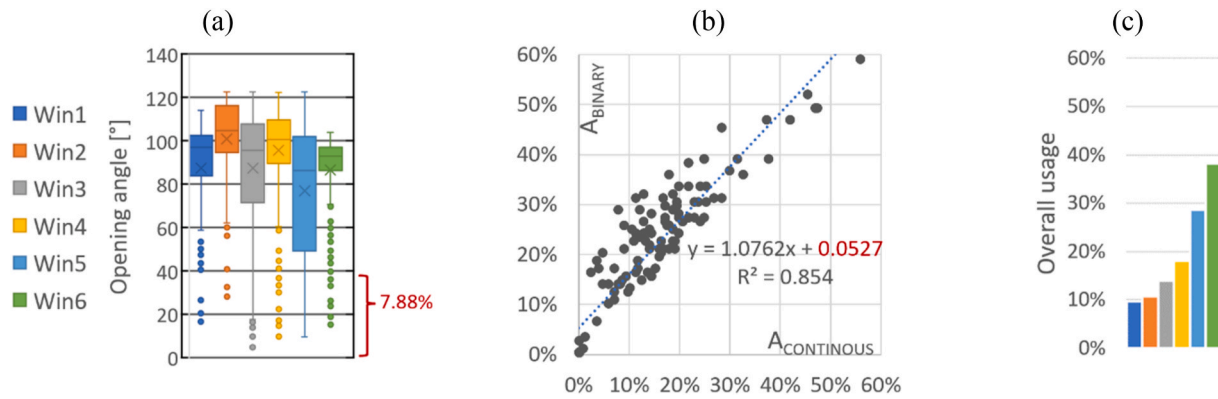 (a)
Win1
Win2
Win3
Win4
Win5
Win6
Opening angle [°]
140
120
100
80
60
40
20
0
7.88%
(b)
A_BINARY
60%
50%
40%
30%
20%
10%
0%
y = 1.0762x + 0.0527
R² = 0.854
A_CONTINOUS
0% 10% 20% 30% 40% 50% 60%
(c)
Overall usage
60%
50%
40%
30%
20%
10%
0%